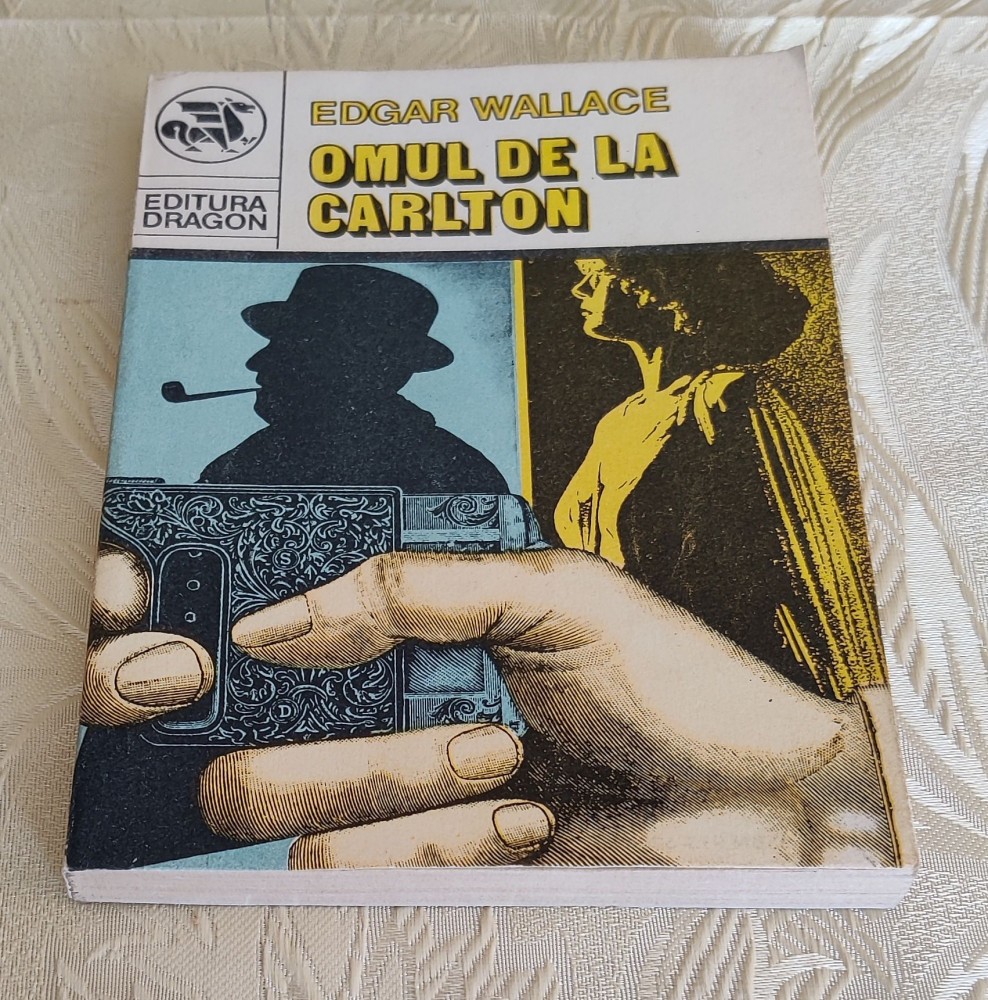 EDGAR WALLACE
OMUL DE LA
CARLTON
EDITURA
DRAGON
S
D